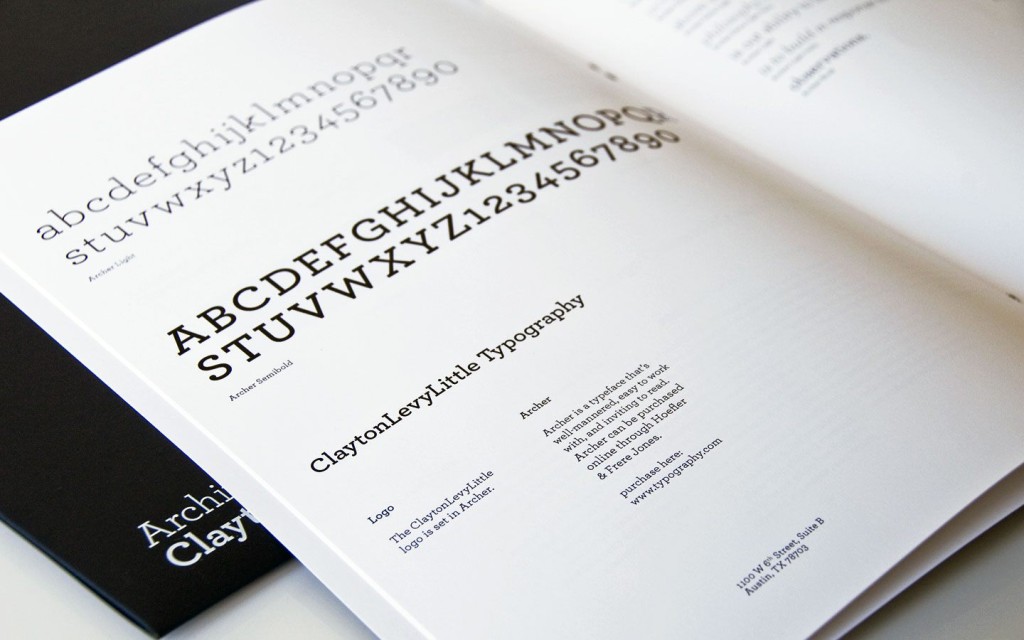 abcdefghijklmnopqr
stuvwxyz1234567890
Archer Light
ABCDEFGHIJKLMNOPQ
STUVWXYZ1234567890
Archer Semibold
ClaytonLevyLittle Typography
Logo
The ClaytonLevyLittle
logo is set in Archer.
Archer
Archer is a typeface that's
well-mannered, easy to work
with, and inviting to read.
Archer can be purchased
online through Hoefler
& Frere Jones.
purchase here:
www.typography.com
1100 W 6th Street, Suite B
Austin, TX 78703
observations.
Archi
Clayt